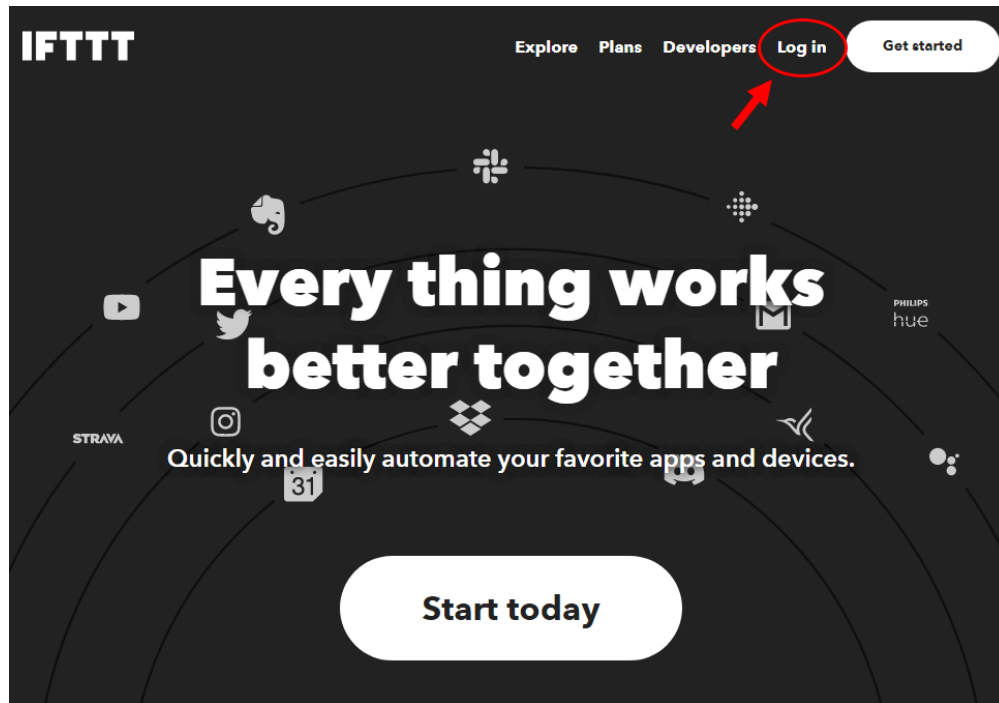 IFTTT
Explore Plans Developers Log in Get started
Every thing works
PHILIPS
hue
better together
STRAVA
Quickly and easily automate your favorite apps and devices.
31
Start today